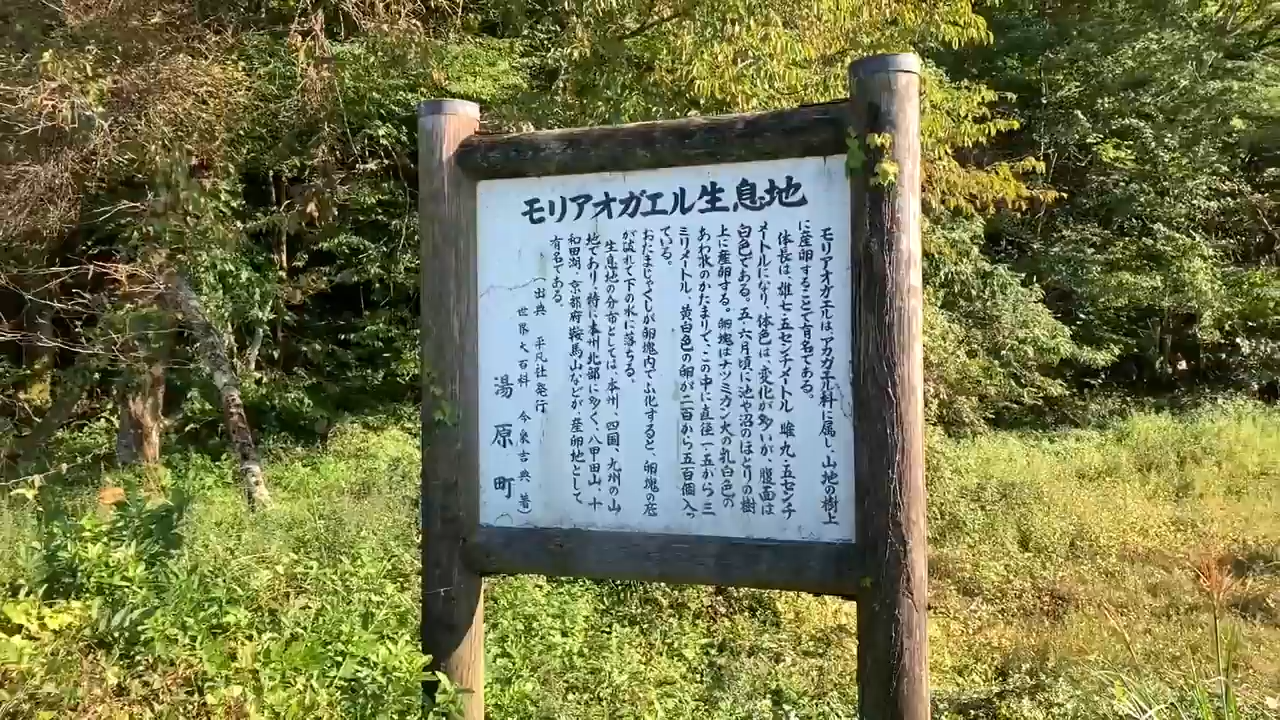 モリアオガエル生息地
モリアオガエルは、アカガエル科に属し、山地の樹上
に産卵することで有名である。
体長は、雄七・五センチメートル 雌九・五センチ
メートルになり、体色は変化が多いが、腹面は
白色である。五・六月頃に池や沼のほとりの樹
上に産卵する。卵塊はナツミカン大の乳白色の
あわ状のかたまりで、この中に直径一・五から三
ミリメートル、黄白色の卵が三百から五百個入っ
ている。
おたまじゃくしが卵塊内でふ化すると、卵塊の底
が破れて下の水に落ちる。
生息地の分布としては、本州、四国、九州の山
地であり、特に本州北部に多く、八甲田山、十
和田湖、京都府鞍馬山などが、産卵地として
有名である。
(出典 平凡社発行
世界大百科 今泉吉典 著)
湯原町